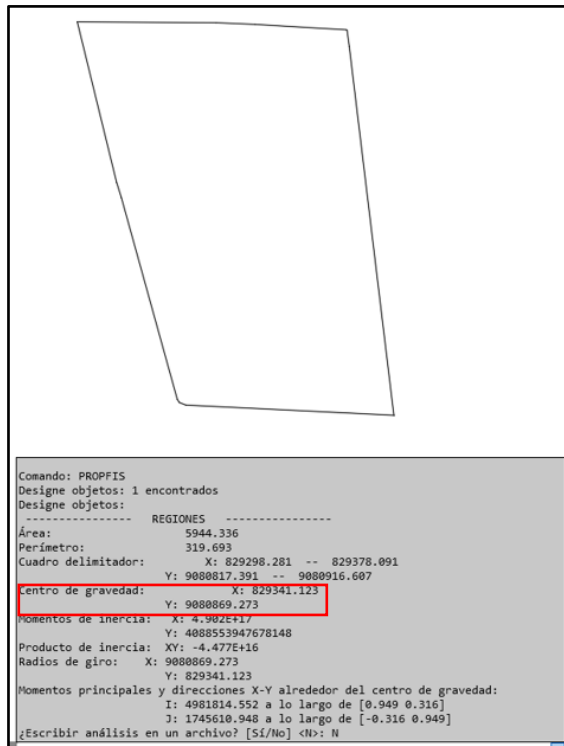 Comando: PROPFIS
Designe objetos: 1 encontrados
Designe objetos:
---------------- REGIONES ----------------
Área: 5944.336
Perímetro: 319.693
Cuadro delimitador: X: 829298.281 -- 829378.091
Y: 9080817.391 -- 9080916.607
Centro de gravedad: X: 829341.123
Y: 9080869.273
Momentos de inercia: X: 4.902E+17
Y: 4088553947678148
Producto de inercia: XY: -4.477E+16
Radios de giro: X: 9080869.273
Y: 829341.123
Momentos principales y direcciones X-Y alrededor del centro de gravedad:
I: 4981814.552 a lo largo de [0.949 0.316]
J: 1745610.948 a lo largo de [-0.316 0.949]
¿Escribir análisis en un archivo? [Sí/No] <N>: N